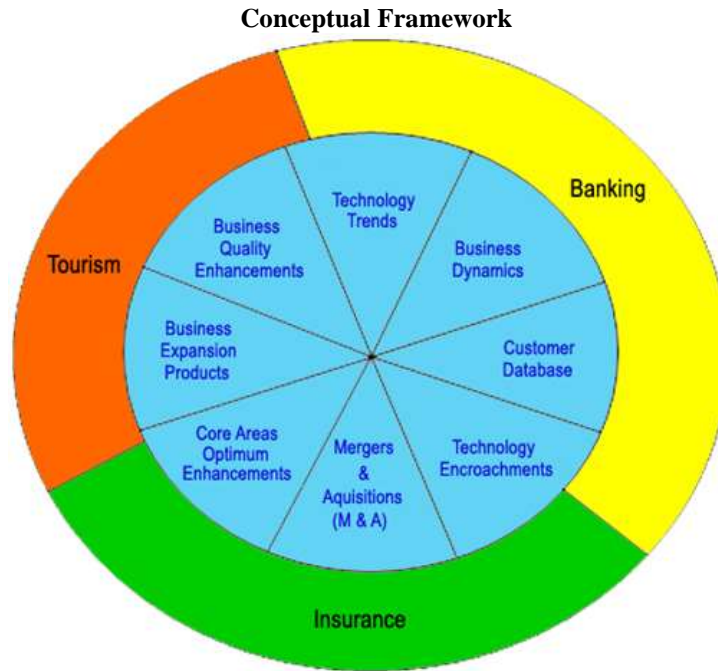 Conceptual Framework
Banking
Technology
Trends
Business
Quality
Enhancements
Business
Dynamics
Tourism
Business
Expansion
Products
Customer
Database
Core Areas
Optimum
Enhancements
Mergers
&
Aquisitions
(M & A)
Technology
Encroachments
Insurance